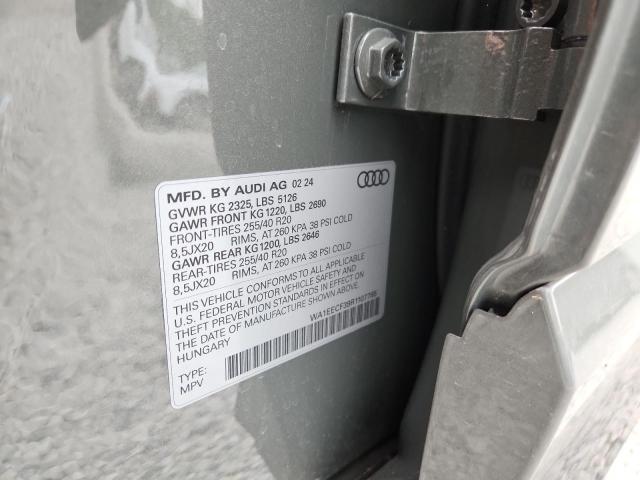 MFD. BY AUDI AG 02 24
GVWR KG 2325, LBS 5126
GAWR FRONT KG1220, LBS 2690
FRONT-TIRES 255/40 R20
8,5JX20 RIMS, AT 260 KPA 38 PSI COLD
GAWR REAR KG1200, LBS 2646
REAR-TIRES 255/40 R20
8,5JX20 RIMS, AT 260 KPA 38 PSI COLD
THIS VEHICLE CONFORMS TO ALL APPLICABLE
U.S. FEDERAL MOTOR VEHICLE SAFETY AND
THEFT PREVENTION STANDARDS IN EFFECT ON
THE DATE OF MANUFACTURE SHOWN ABOVE.
HUNGARY
WA1EECF39R1107795
TYPE:
MPV